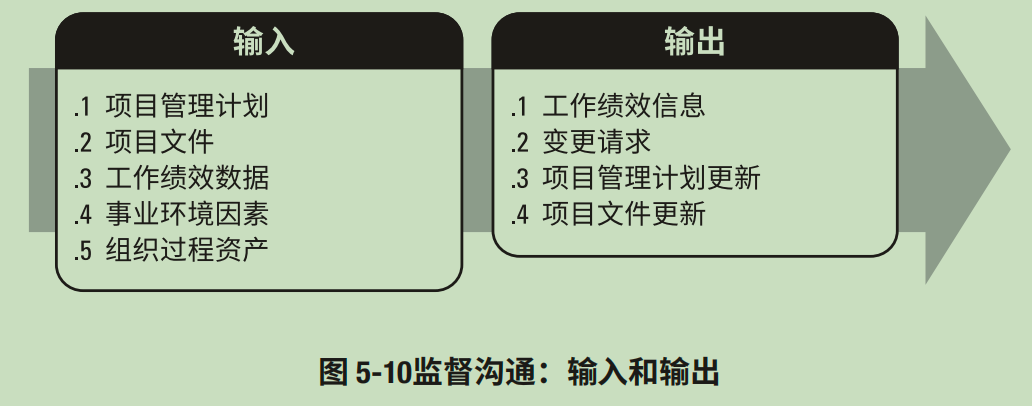 输入
.1 项目管理计划
.2 项目文件
.3 工作绩效数据
.4 事业环境因素
.5 组织过程资产
输出
.1 工作绩效信息
.2 变更请求
.3 项目管理计划更新
.4 项目文件更新
图 5-10监督沟通：输入和输出